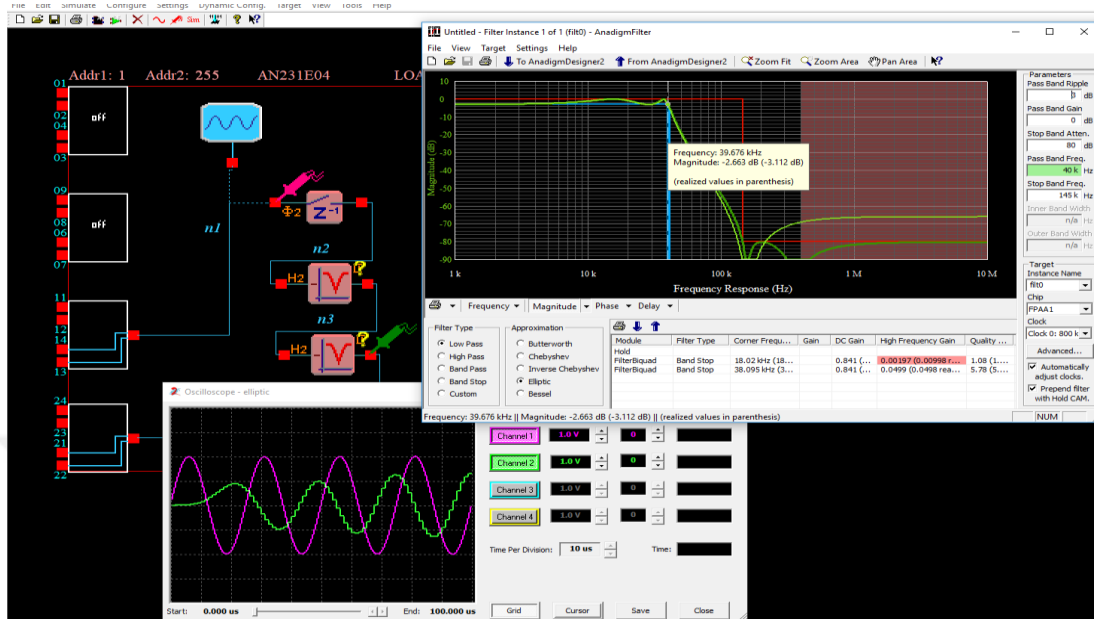 File Edit Simulate Configure Settings Dynamic Config. Target View Tools Help
Sim
Untitled - Filter Instance 1 of 1 (filt0) - AnadigmFilter
File View Target Settings Help
To AnadigmDesigner2 From AnadigmDesigner2 Zoom Fit Zoom Area Pan Area
Addr1: 1 Addr2: 255 AN231E04 LOA
01
02
04
03
off
09
08
06
07
off
11
12
14
13
24
23
21
22
n1
Φ2
Z-1
n2
H2
n3
H2
10
0
-10
-20
-30
-40
-50
-60
-70
-80
-90
Magnitude (dB)
1 k 10 k 100 k 1 M 10 M
Frequency Response (Hz)
Frequency: 39.676 kHz
Magnitude: -2.663 dB (-3.112 dB)
(realized values in parenthesis)
Parameters
Pass Band Ripple
3 dB
Pass Band Gain
0 dB
Stop Band Atten.
80 dB
Pass Band Freq.
40 k Hz
Stop Band Freq.
145 k Hz
Inner Band Width
n/a Hz
Outer Band Width
n/a Hz
Target
Instance Name
filt0
Chip
FPAA1
Clock
Clock 0: 800 k
Advanced...
Automatically adjust clocks.
Prepend filter with Hold CAM.
Frequency Magnitude Phase Delay
Filter Type
Low Pass
High Pass
Band Pass
Band Stop
Custom
Approximation
Butterworth
Chebyshev
Inverse Chebyshev
Elliptic
Bessel
Module Filter Type Corner Frequ... Gain DC Gain High Frequency Gain Quality ...
Hold
FilterBiquad Band Stop 18.02 kHz (18... 0.841 (... 0.00197 (0.00998 r... 1.08 (1....
FilterBiquad Band Stop 38.095 kHz (3... 0.841 (... 0.0499 (0.0498 rea... 5.78 (5....
Frequency: 39.676 kHz || Magnitude: -2.663 dB (-3.112 dB) || (realized values in parenthesis)
NUM
Oscilloscope - elliptic
Channel 1 1.0 V 0
Channel 2 1.0 V 0
Channel 3 1.0 V 0
Channel 4 1.0 V 0
Time Per Division: 10 us Time:
Start: 0.000 us End: 100.000 us Grid Cursor Save Close